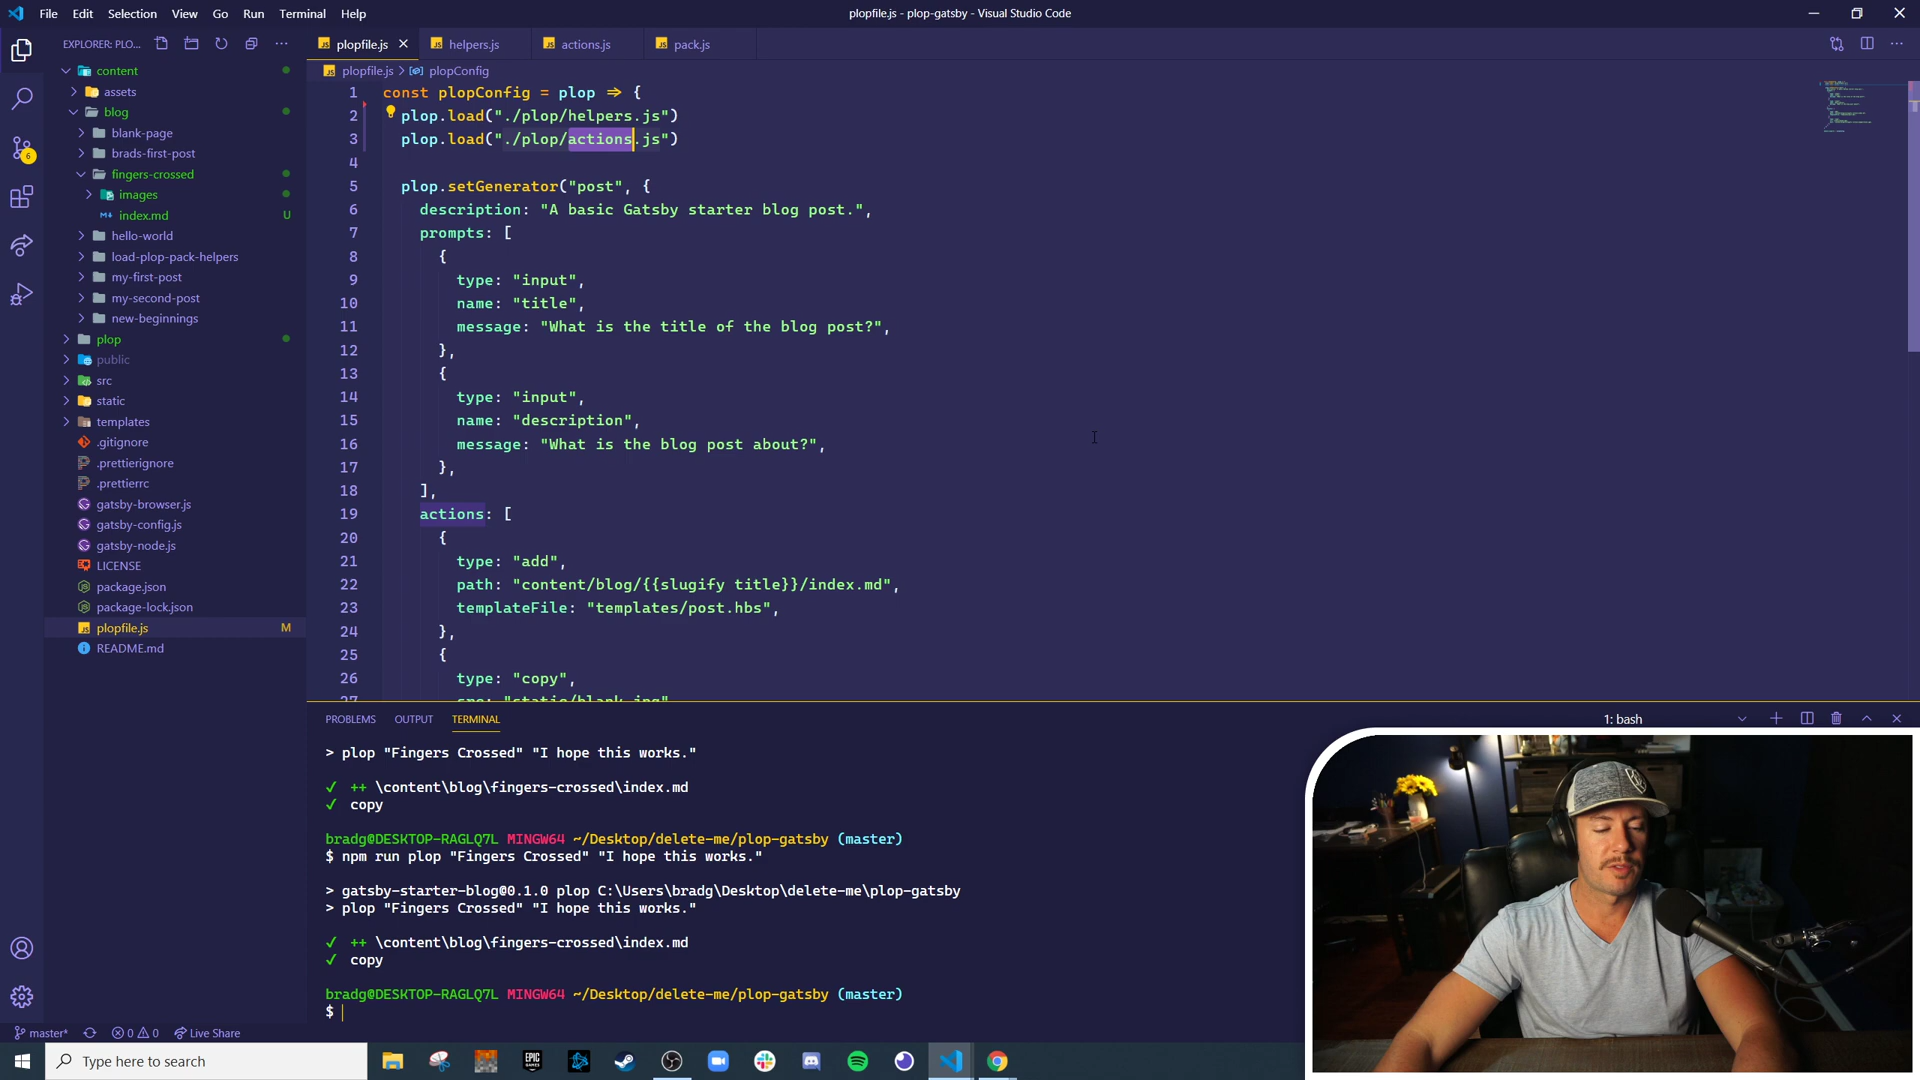 File Edit Selection View Go Run Terminal Help
plopfile.js - plop-gatsby - Visual Studio Code
EXPLORER: PLO...
plopfile.js
helpers.js
actions.js
pack.js
plopfile.js > plopConfig
content
assets
blog
blank-page
brads-first-post
fingers-crossed
images
index.md U
hello-world
load-plop-pack-helpers
my-first-post
my-second-post
new-beginnings
plop
public
src
static
templates
.gitignore
.prettierignore
.prettierrc
gatsby-browser.js
gatsby-config.js
gatsby-node.js
LICENSE
package.json
package-lock.json
plopfile.js M
README.md
6
1 const plopConfig = plop => {
2 plop.load("./plop/helpers.js")
3 plop.load("./plop/actions.js")
4
5 plop.setGenerator("post", {
6 description: "A basic Gatsby starter blog post.",
7 prompts: [
8 {
9 type: "input",
10 name: "title",
11 message: "What is the title of the blog post?",
12 },
13 {
14 type: "input",
15 name: "description",
16 message: "What is the blog post about?",
17 },
18 ],
19 actions: [
20 {
21 type: "add",
22 path: "content/blog/{{slugify title}}/index.md",
23 templateFile: "templates/post.hbs",
24 },
25 {
26 type: "copy",
27 src: "static/blank.jpg"
PROBLEMS OUTPUT TERMINAL
1: bash
> plop "Fingers Crossed" "I hope this works."
✓ ++ \content\blog\fingers-crossed\index.md
✓ copy
bradg@DESKTOP-RAGLQ7L MINGW64 ~/Desktop/delete-me/plop-gatsby (master)
$ npm run plop "Fingers Crossed" "I hope this works."
> gatsby-starter-blog@0.1.0 plop C:\Users\bradg\Desktop\delete-me\plop-gatsby
> plop "Fingers Crossed" "I hope this works."
✓ ++ \content\blog\fingers-crossed\index.md
✓ copy
bradg@DESKTOP-RAGLQ7L MINGW64 ~/Desktop/delete-me/plop-gatsby (master)
$
master* 0 0 Live Share
Type here to search
EPIC GAMES